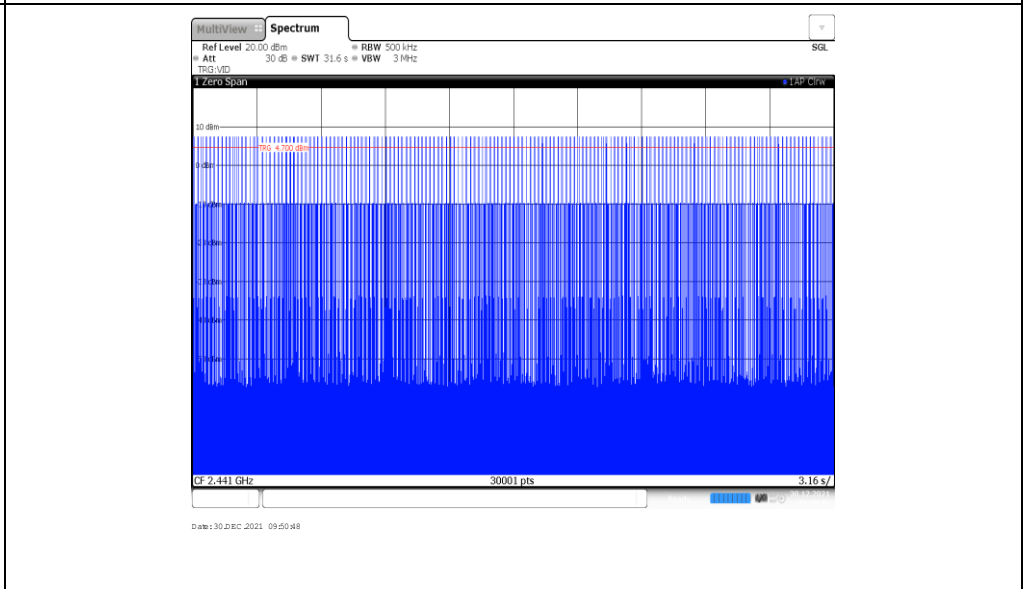 MultiView Spectrum
Ref Level 20.00 dBm RBW 500 kHz SGL
Att 30 dB SWT 31.6 s VBW 3 MHz
TRG:VID
1 Zero Span 1AP Clrw
10 dBm
TRG 4.700 dBm
0 dBm
CF 2.441 GHz 30001 pts 3.16 s/
Date: 30.DEC.2021 09:50:48